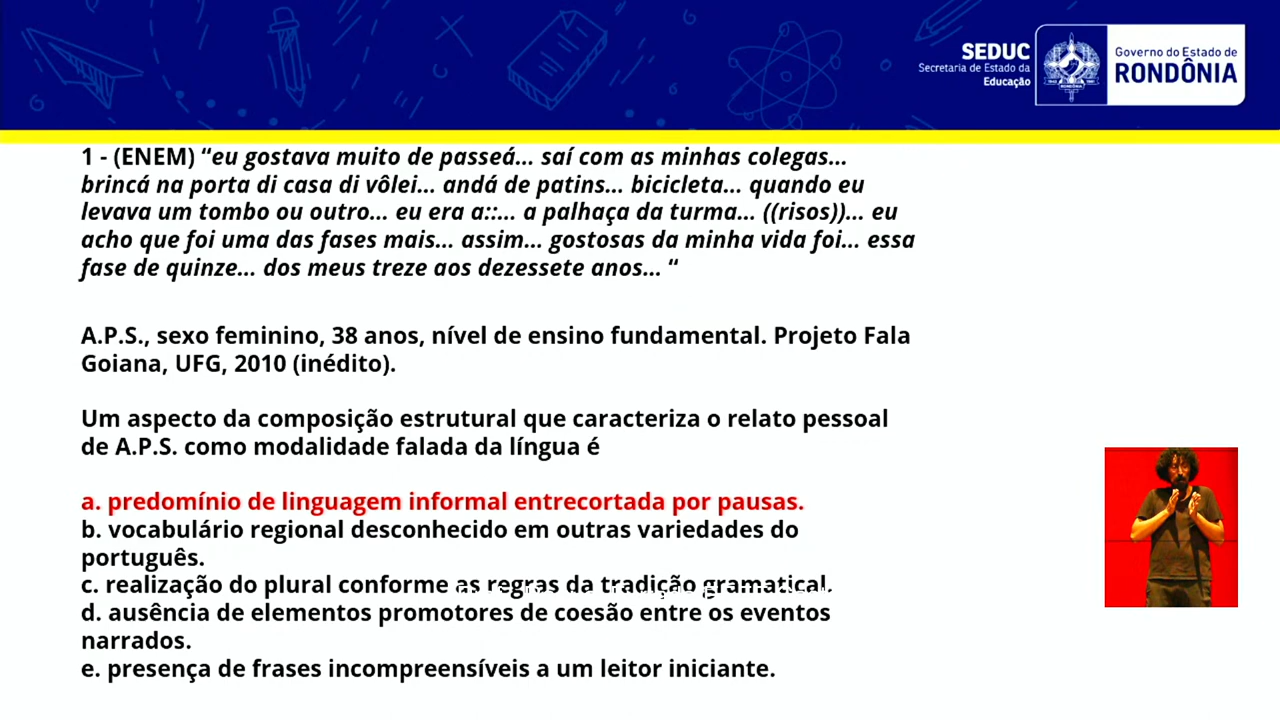 SEDUC
Secretaria de Estado da
Educação
Governo do Estado de
RONDÔNIA
1 - (ENEM) “eu gostava muito de passeá... saí com as minhas colegas...
brincá na porta di casa di vôlei... andá de patins... bicicleta... quando eu
levava um tombo ou outro... eu era a::... a palhaça da turma... ((risos))... eu
acho que foi uma das fases mais... assim... gostosas da minha vida foi... essa
fase de quinze... dos meus treze aos dezessete anos... “
A.P.S., sexo feminino, 38 anos, nível de ensino fundamental. Projeto Fala
Goiana, UFG, 2010 (inédito).
Um aspecto da composição estrutural que caracteriza o relato pessoal
de A.P.S. como modalidade falada da língua é
a. predomínio de linguagem informal entrecortada por pausas.
b. vocabulário regional desconhecido em outras variedades do
português.
c. realização do plural conforme as regras da tradição gramatical.
d. ausência de elementos promotores de coesão entre os eventos
narrados.
e. presença de frases incompreensíveis a um leitor iniciante.